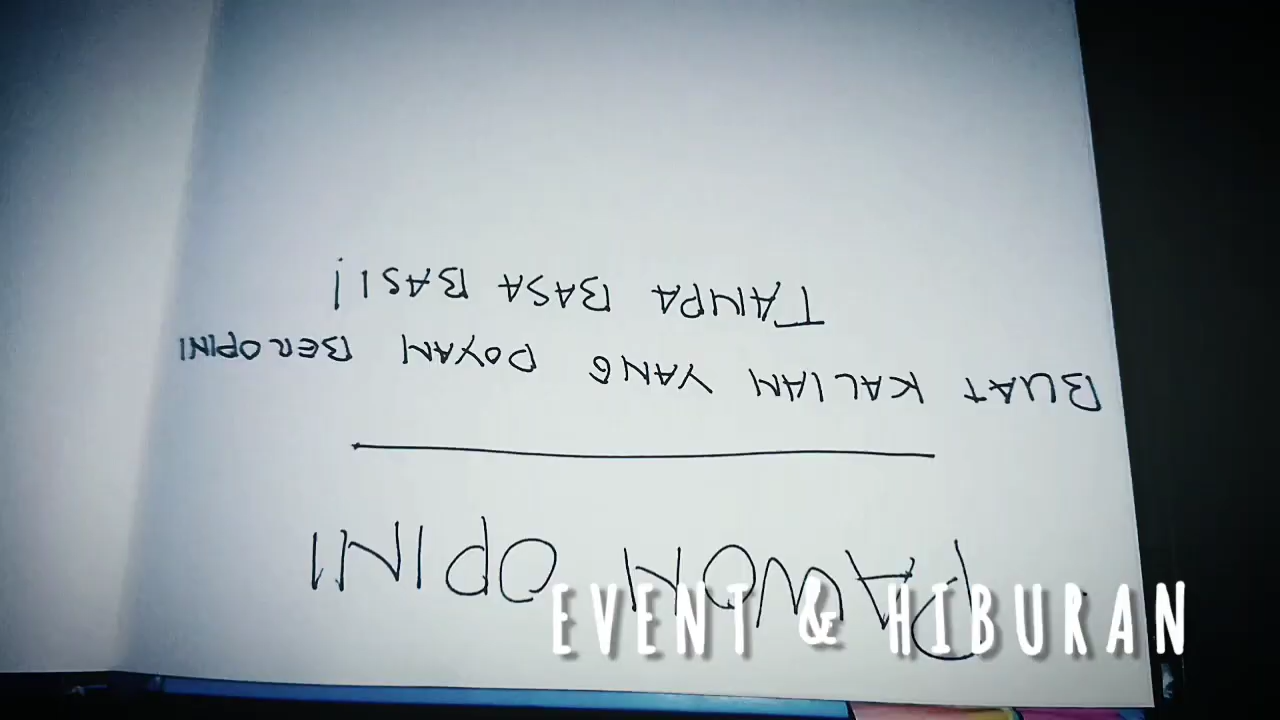 PAWON OPINI
BUAT KALIAN YANG DOYAN BEROPINI
TANPA BASA BASI!
EVENT & HIBURAN